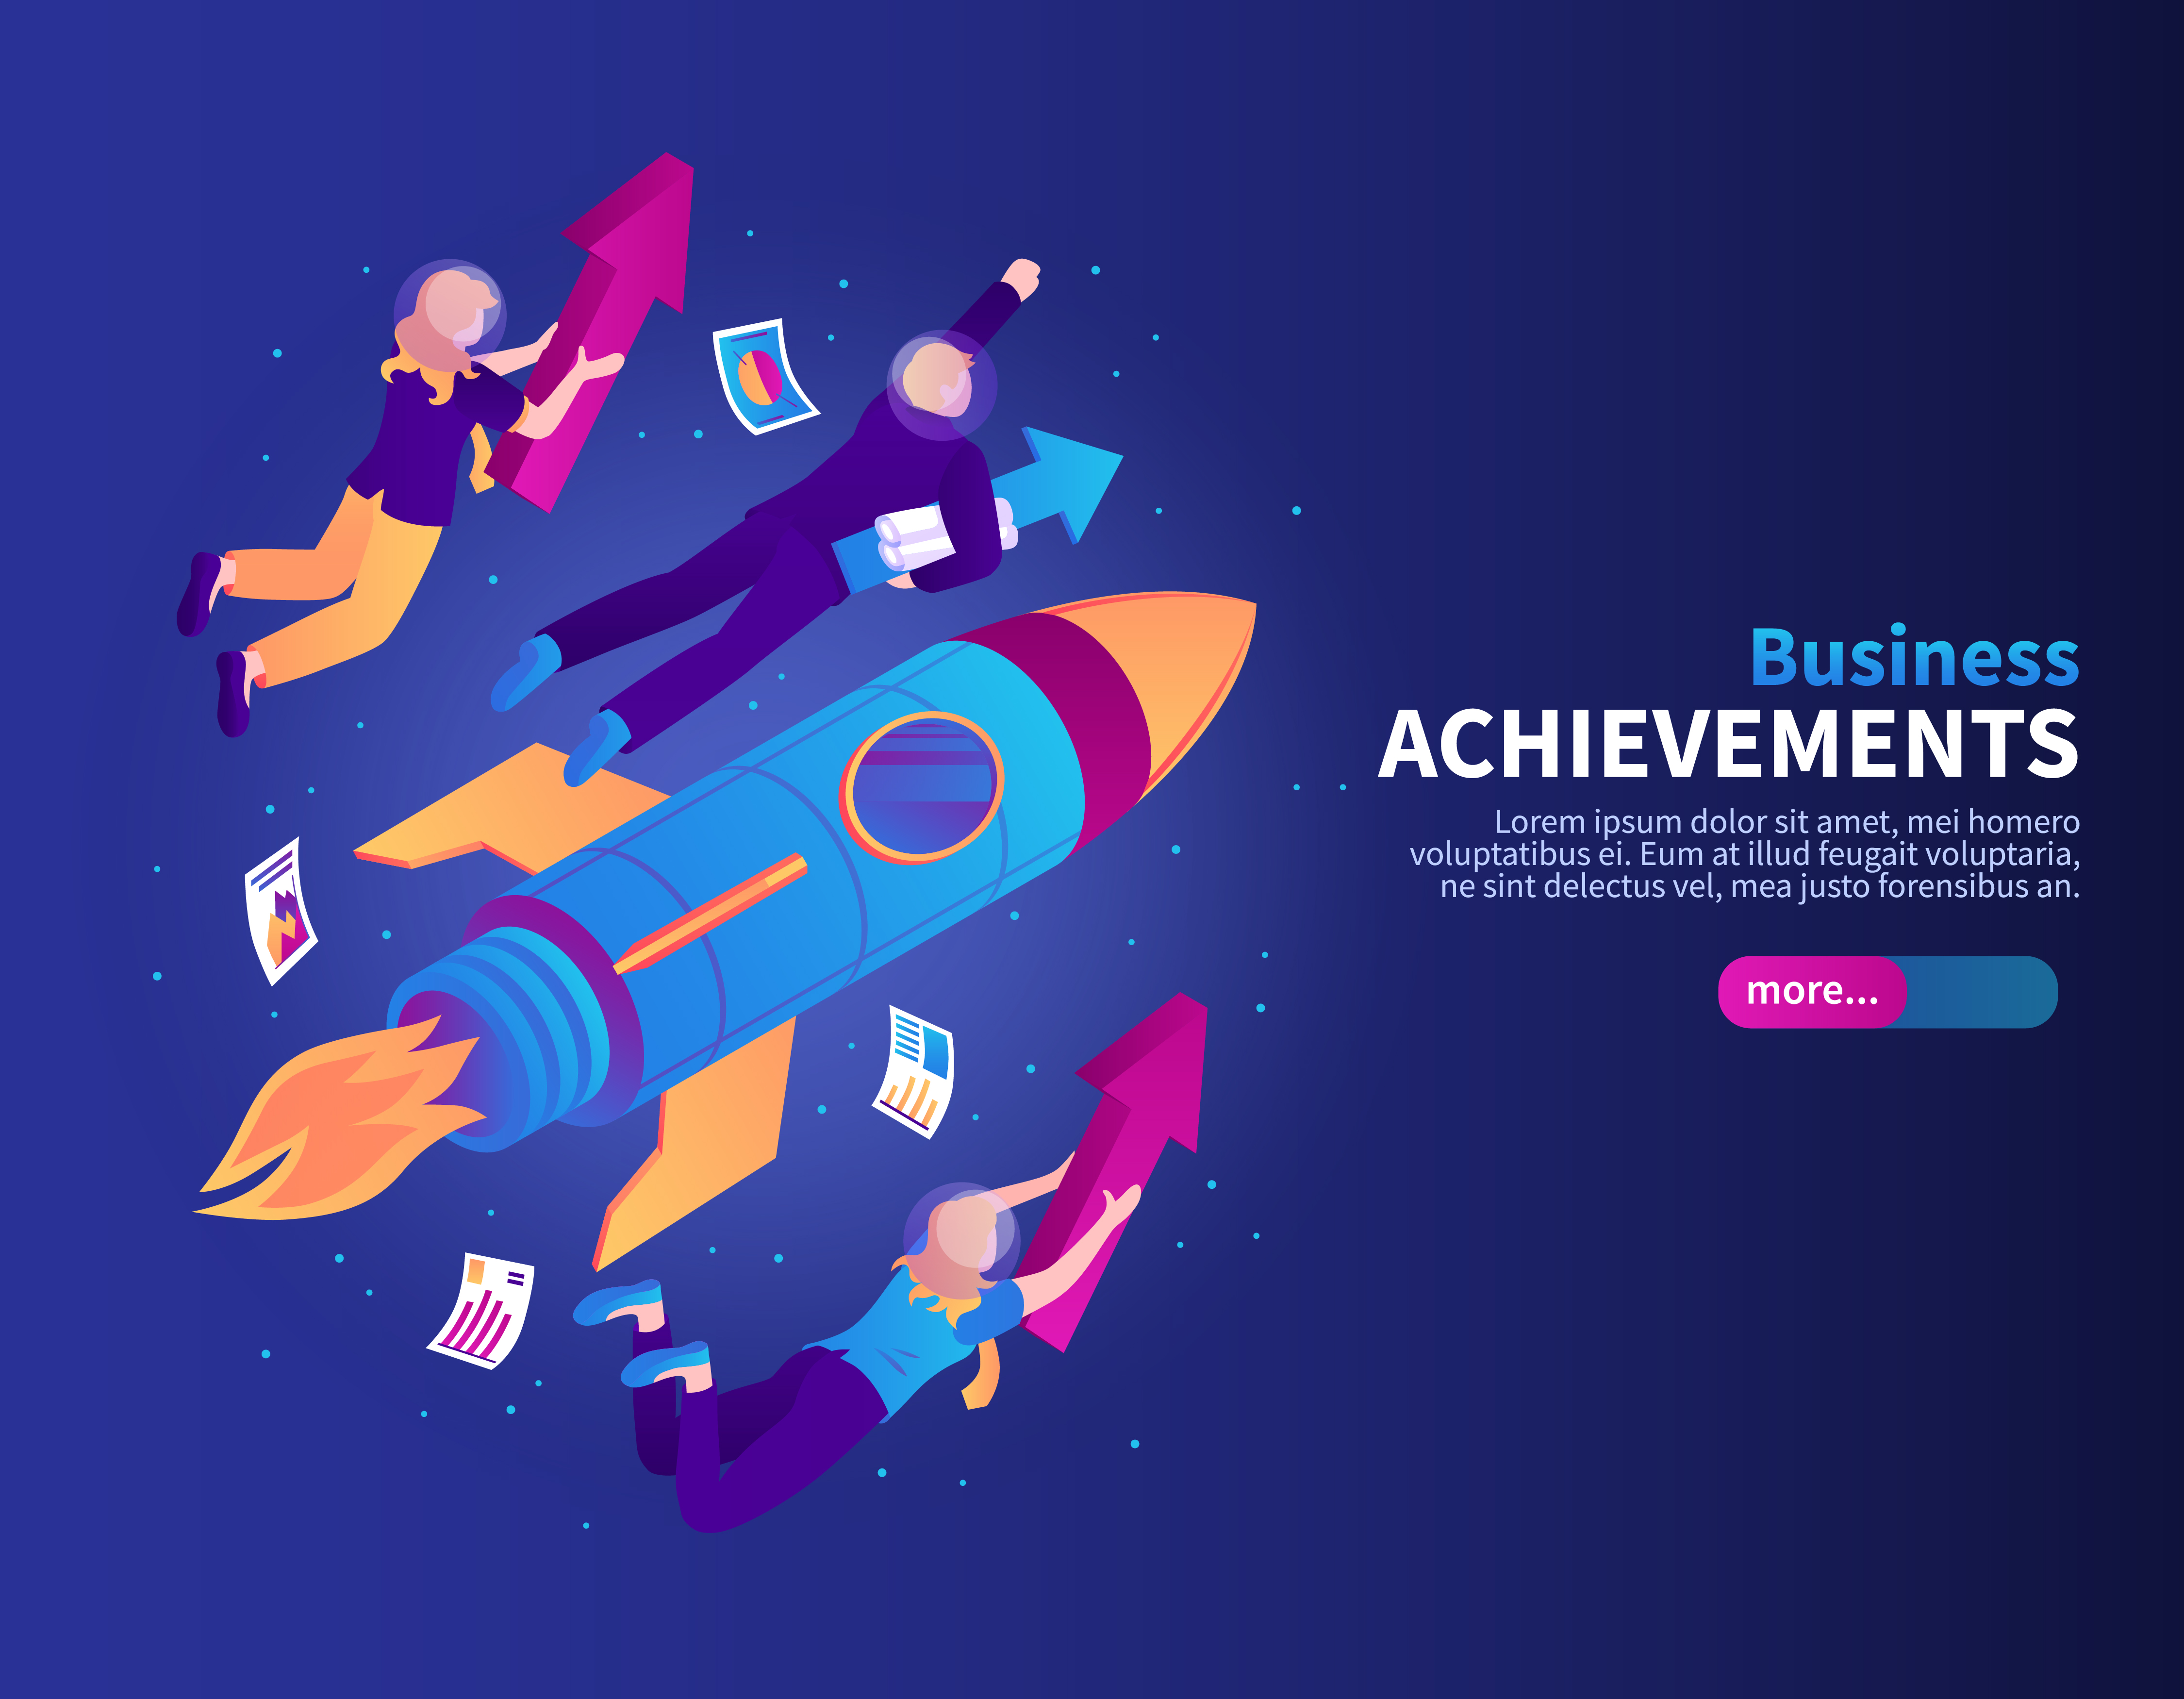 Business
ACHIEVEMENTS
Lorem ipsum dolor sit amet, mei homero
voluptatibus ei. Eum at illud feugait voluptaria,
ne sint delectus vel, mea justo forensibus an.
more...